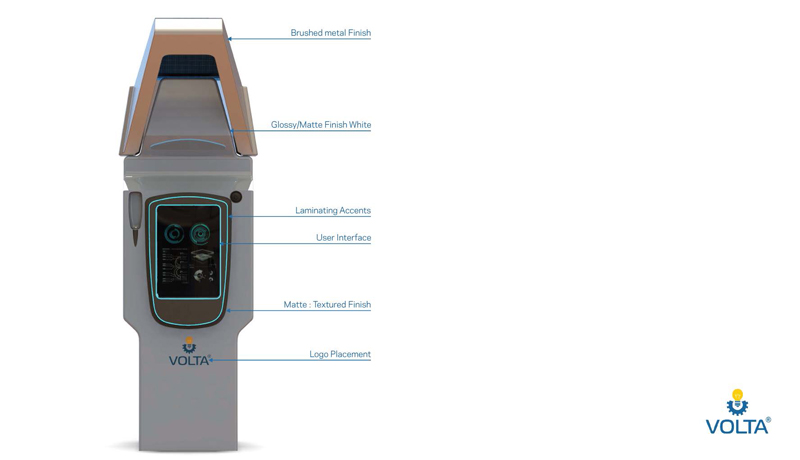 Brushed metal Finish
Glossy/Matte Finish White
Laminating Accents
User Interface
Matte : Textured Finish
Logo Placement
VOLTA®
VOLTA®